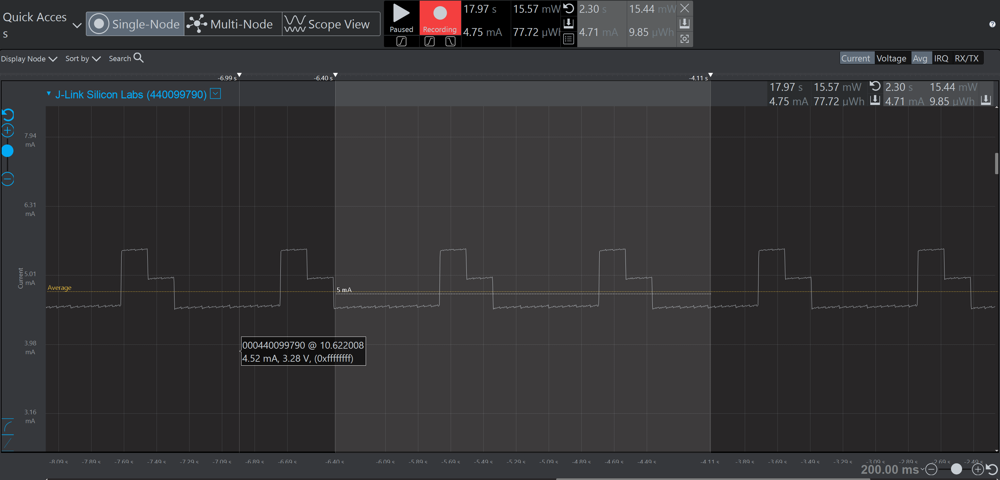 Quick Acces
s
Single-Node
Multi-Node
Scope View
Paused
Recording
17.97 s
15.57 mW
4.75 mA
77.72 µWh
2.30 s
15.44 mW
4.71 mA
9.85 µWh
?
Display Node
Sort by
Search
Current
Voltage
Avg
IRQ
RX/TX
-6.99 s
-6.40 s
-4.11 s
J-Link Silicon Labs (440099790)
17.97 s
15.57 mW
2.30 s
15.44 mW
4.75 mA
77.72 µWh
4.71 mA
9.85 µWh
7.94
mA
6.31
mA
Current
5.01
mA
Average
5 mA
3.98
mA
000440099790 @ 10.622008
4.52 mA, 3.28 V, (0xffffffff)
3.16
mA
-8.09 s
-7.89 s
-7.69 s
-7.49 s
-7.29 s
-7.09 s
-6.89 s
-6.69 s
-6.40 s
-6.09 s
-5.89 s
-5.69 s
-5.49 s
-5.29 s
-5.09 s
-4.89 s
-4.69 s
-4.49 s
-4.11 s
-3.89 s
-3.69 s
-3.49 s
-3.29 s
-3.09 s
-2.89 s
-2.69 s
-2.49 s
200.00 ms